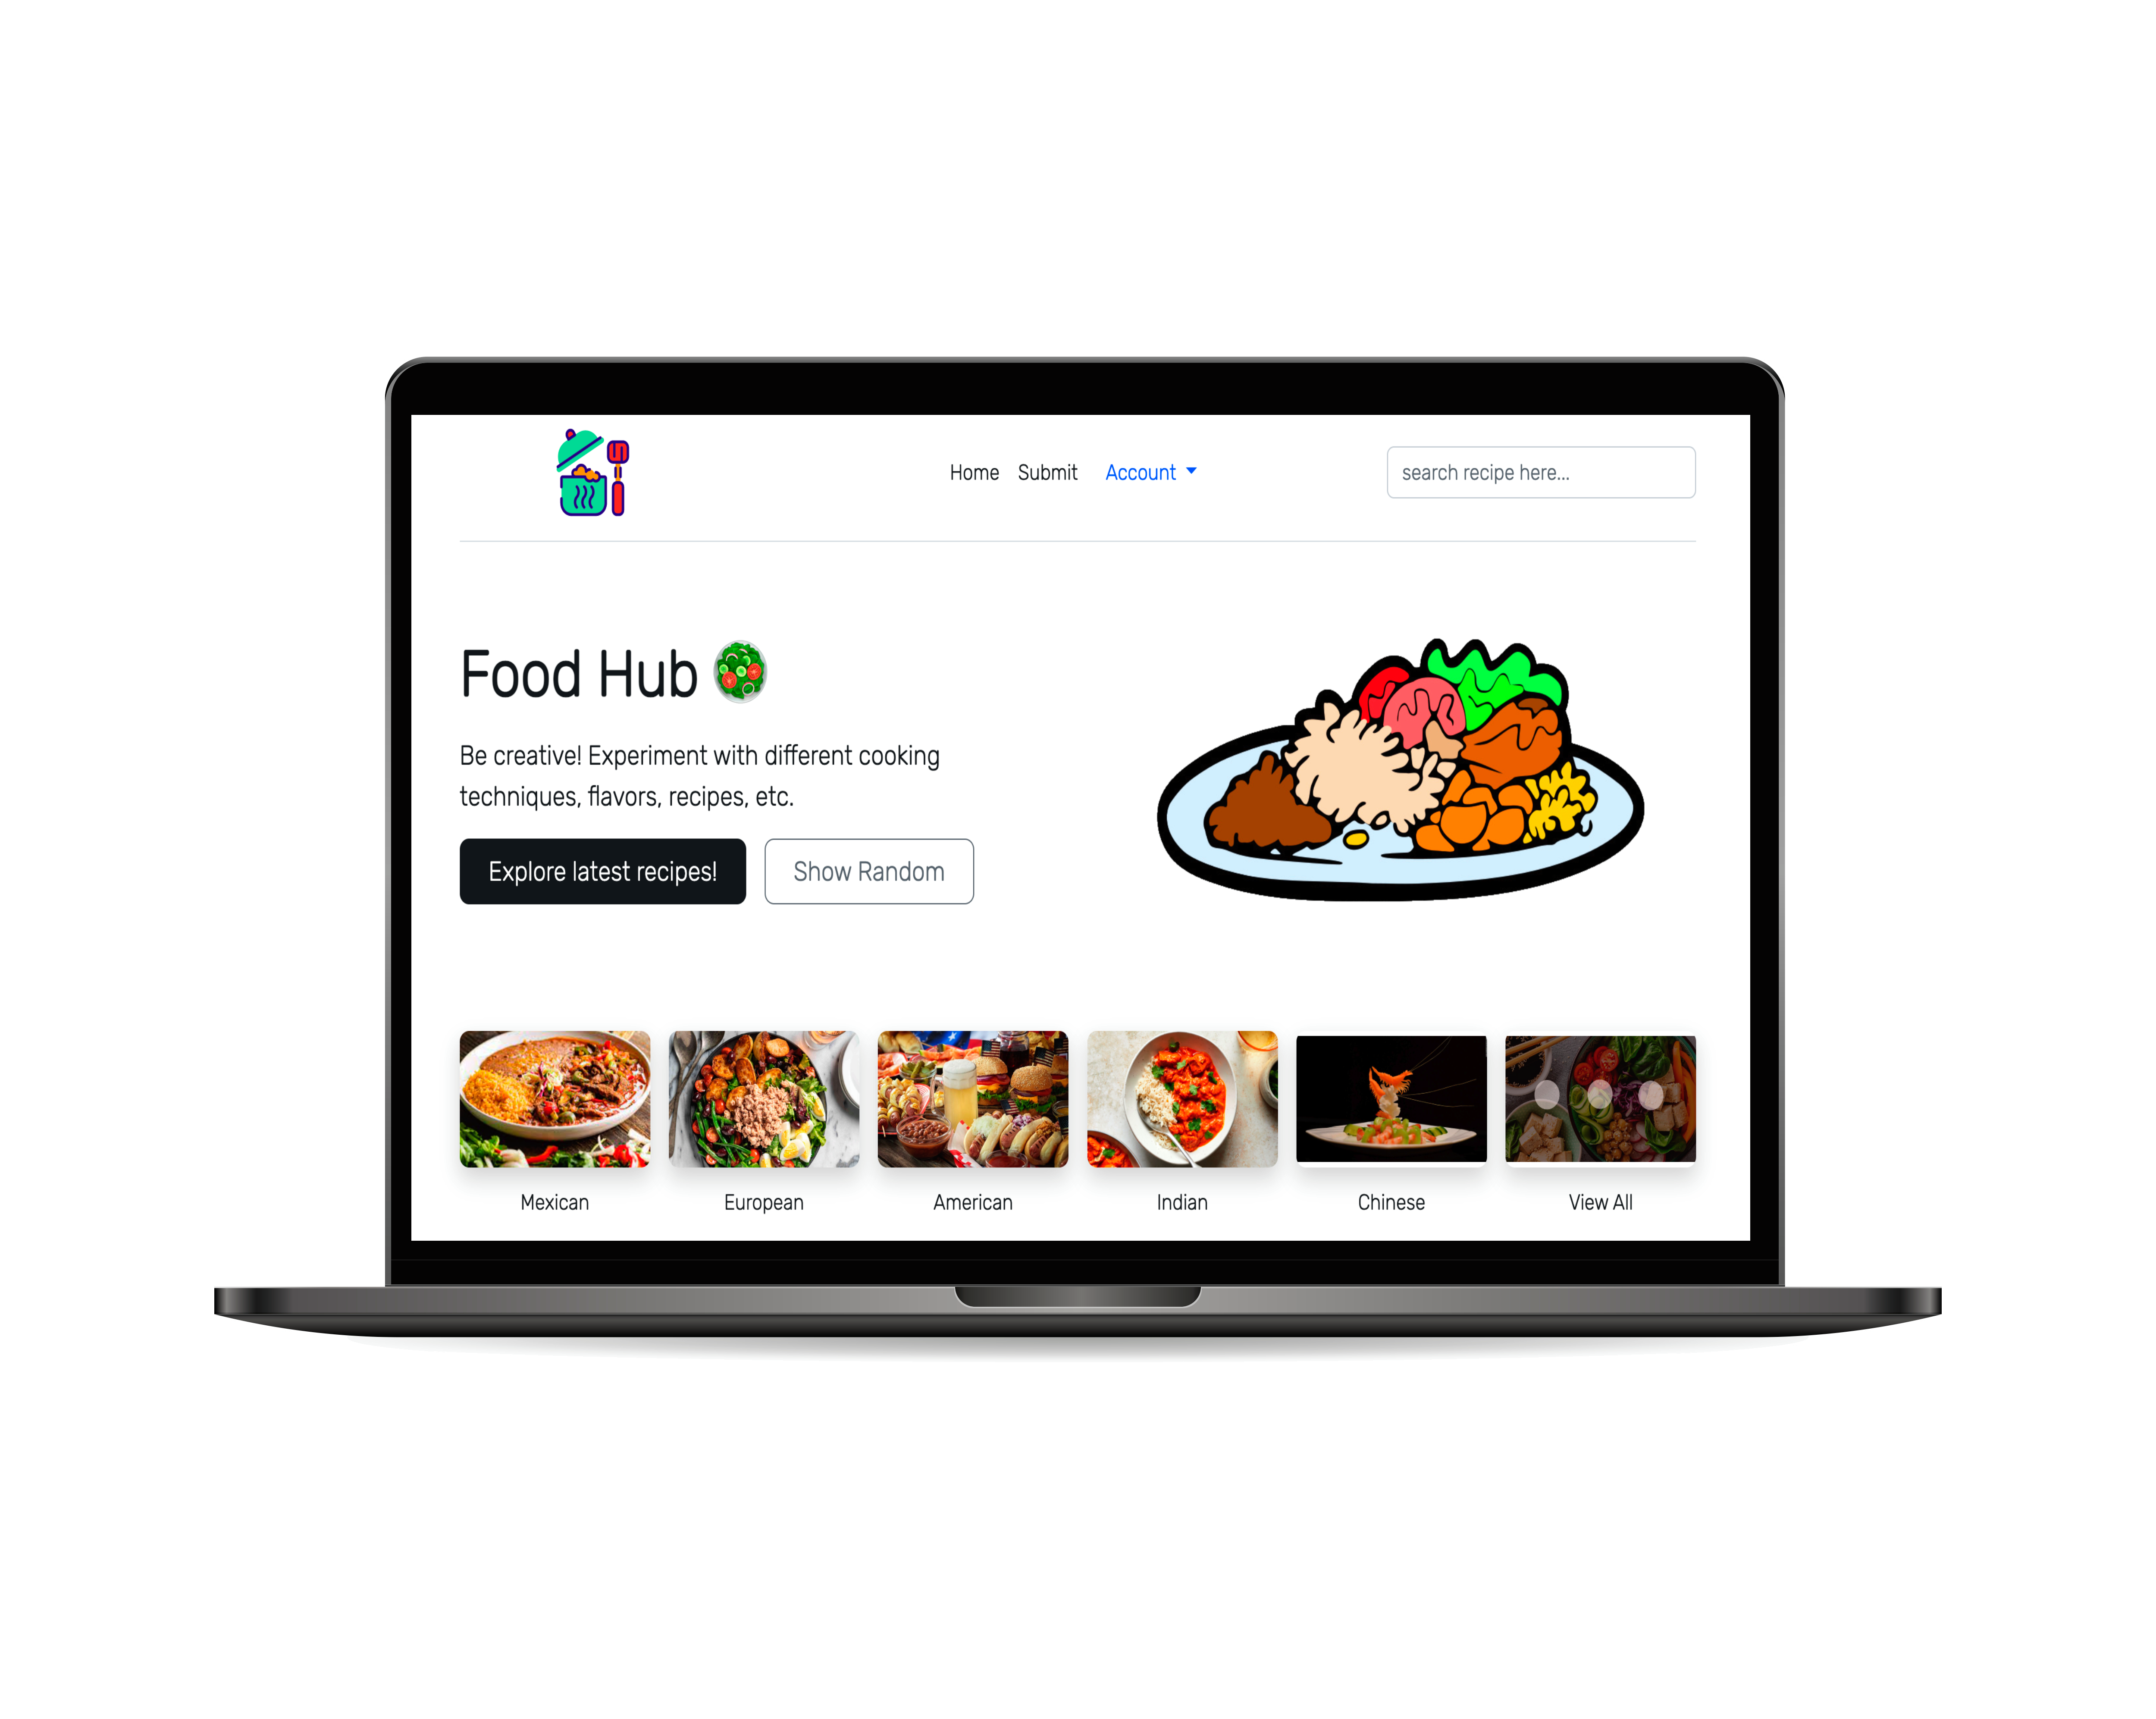 Home Submit Account
search recipe here...
Food Hub
Be creative! Experiment with different cooking
techniques, flavors, recipes, etc.
Explore latest recipes! Show Random
Mexican European American Indian Chinese View All